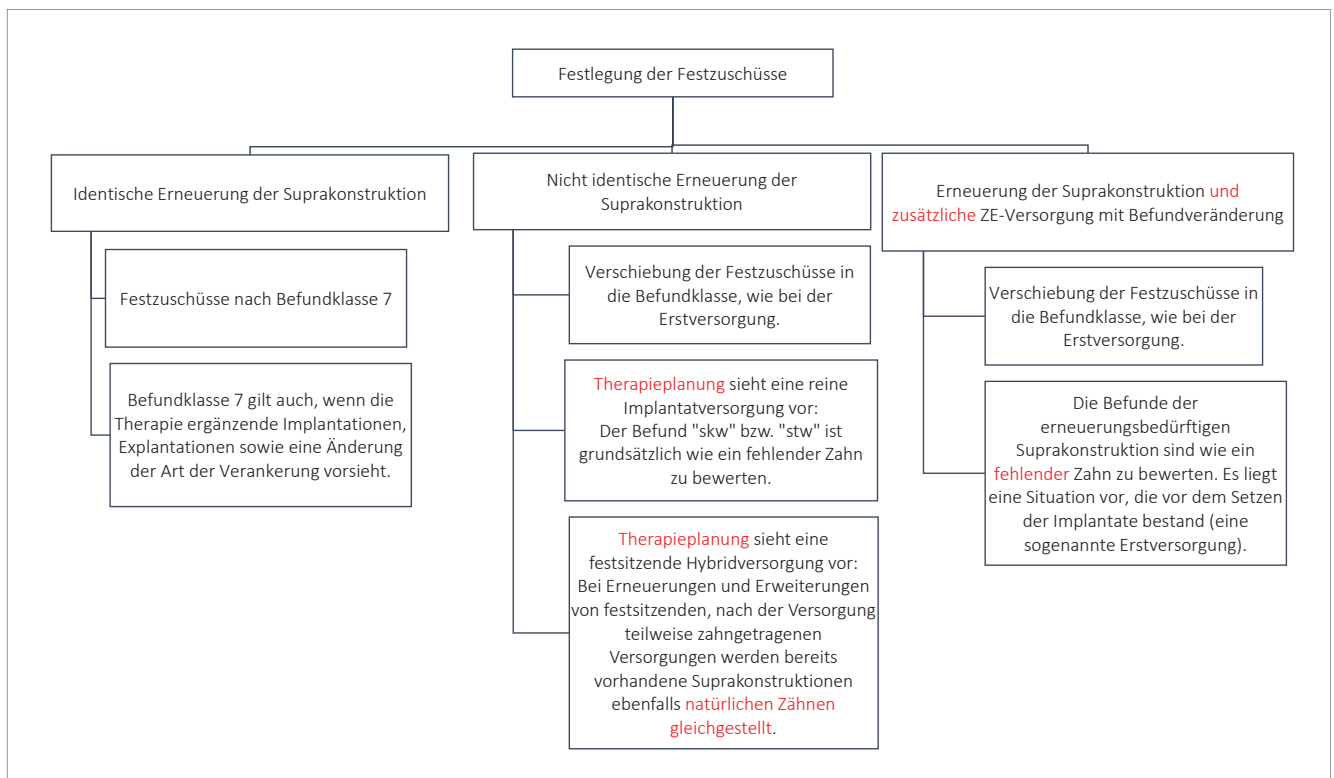 Festlegung der Festzuschüsse
Identische Erneuerung der Suprakonstruktion
Festzuschüsse nach Befundklasse 7
Befundklasse 7 gilt auch, wenn die
Therapie ergänzende Implantationen,
Explantationen sowie eine Änderung
der Art der Verankerung vorsieht.
Nicht identische Erneuerung der
Suprakonstruktion
Verschiebung der Festzuschüsse in
die Befundklasse, wie bei der
Erstversorgung.
Therapieplanung sieht eine reine
Implantatversorgung vor:
Der Befund "skw" bzw. "stw" ist
grundsätzlich wie ein fehlender Zahn
zu bewerten.
Therapieplanung sieht eine
festsitzende Hybridversorgung vor:
Bei Erneuerungen und Erweiterungen
von festsitzenden, nach der Versorgung
teilweise zahngetragenen
Versorgungen werden bereits
vorhandene Suprakonstruktionen
ebenfalls natürlichen Zähnen
gleichgestellt.
Erneuerung der Suprakonstruktion und
zusätzliche ZE-Versorgung mit Befundveränderung
Verschiebung der Festzuschüsse in
die Befundklasse, wie bei der
Erstversorgung.
Die Befunde der
erneuerungsbedürftigen
Suprakonstruktion sind wie ein
fehlender Zahn zu bewerten. Es liegt
eine Situation vor, die vor dem Setzen
der Implantate bestand (eine
sogenannte Erstversorgung).